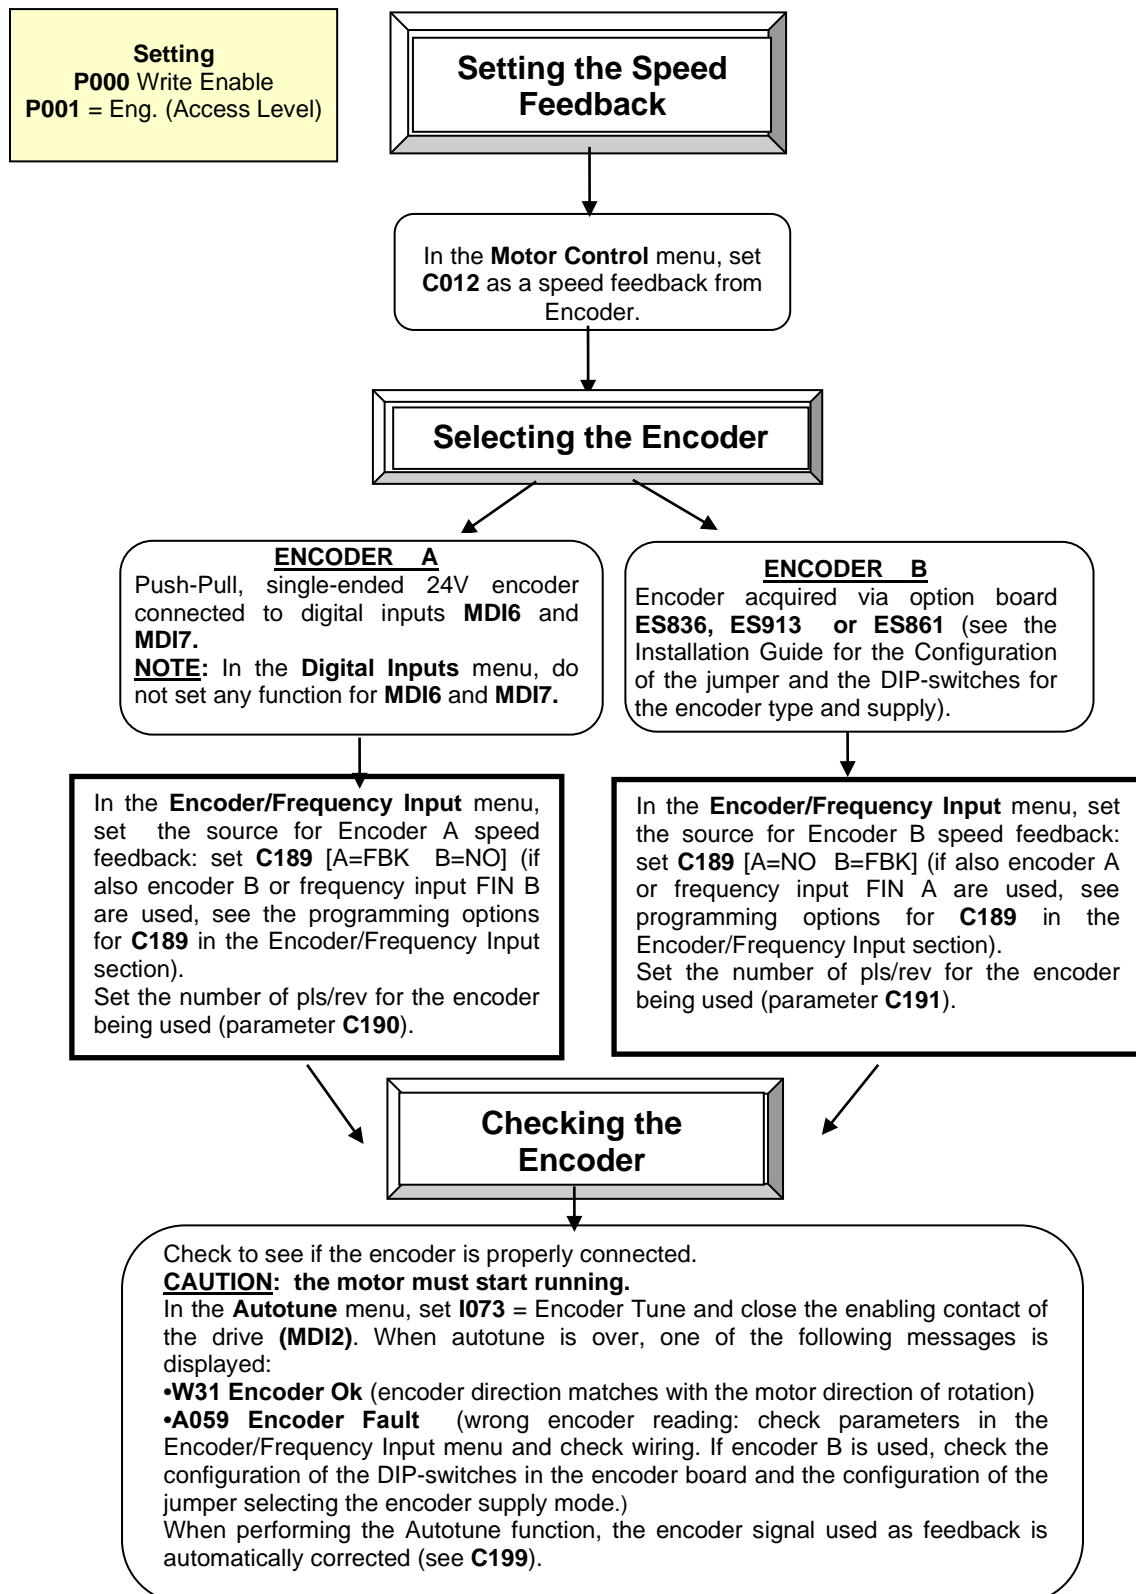 Setting
P000 Write Enable
P001 = Eng. (Access Level)
Setting the Speed
Feedback
In the Motor Control menu, set
C012 as a speed feedback from
Encoder.
Selecting the Encoder
ENCODER A
Push-Pull, single-ended 24V encoder
connected to digital inputs MDI6 and
MDI7.
NOTE: In the Digital Inputs menu, do
not set any function for MDI6 and MDI7.
ENCODER B
Encoder acquired via option board
ES836, ES913 or ES861 (see the
Installation Guide for the Configuration
of the jumper and the DIP-switches for
the encoder type and supply).
In the Encoder/Frequency Input menu,
set the source for Encoder A speed
feedback: set C189 [A=FBK B=NO] (if
also encoder B or frequency input FIN B
are used, see the programming options
for C189 in the Encoder/Frequency Input
section).
Set the number of pls/rev for the encoder
being used (parameter C190).
In the Encoder/Frequency Input menu, set
the source for Encoder B speed feedback:
set C189 [A=NO B=FBK] (if also encoder A
or frequency input FIN A are used, see
programming options for C189 in the
Encoder/Frequency Input section).
Set the number of pls/rev for the encoder
being used (parameter C191).
Checking the
Encoder
Check to see if the encoder is properly connected.
CAUTION: the motor must start running.
In the Autotune menu, set I073 = Encoder Tune and close the enabling contact of
the drive (MDI2). When autotune is over, one of the following messages is
displayed:
•W31 Encoder Ok (encoder direction matches with the motor direction of rotation)
•A059 Encoder Fault (wrong encoder reading: check parameters in the
Encoder/Frequency Input menu and check wiring. If encoder B is used, check the
configuration of the DIP-switches in the encoder board and the configuration of the
jumper selecting the encoder supply mode.)
When performing the Autotune function, the encoder signal used as feedback is
automatically corrected (see C199).